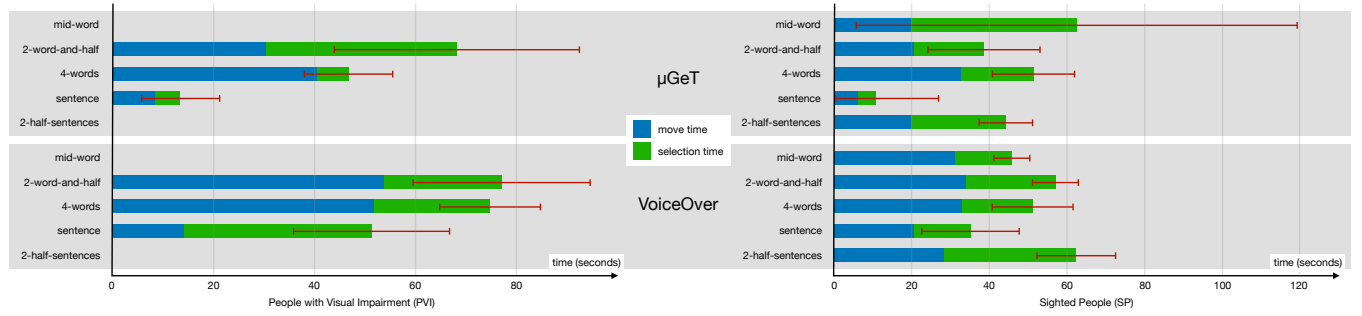 mid-word
2-word-and-half
4-words
sentence
2-half-sentences
mid-word
2-word-and-half
4-words
sentence
2-half-sentences
time (seconds)
0 20 40 60 80
People with Visual Impairment (PVI)
µGeT
move time
selection time
VoiceOver
mid-word
2-word-and-half
4-words
sentence
2-half-sentences
mid-word
2-word-and-half
4-words
sentence
2-half-sentences
time (seconds)
0 20 40 60 80 100 120
Sighted People (SP)